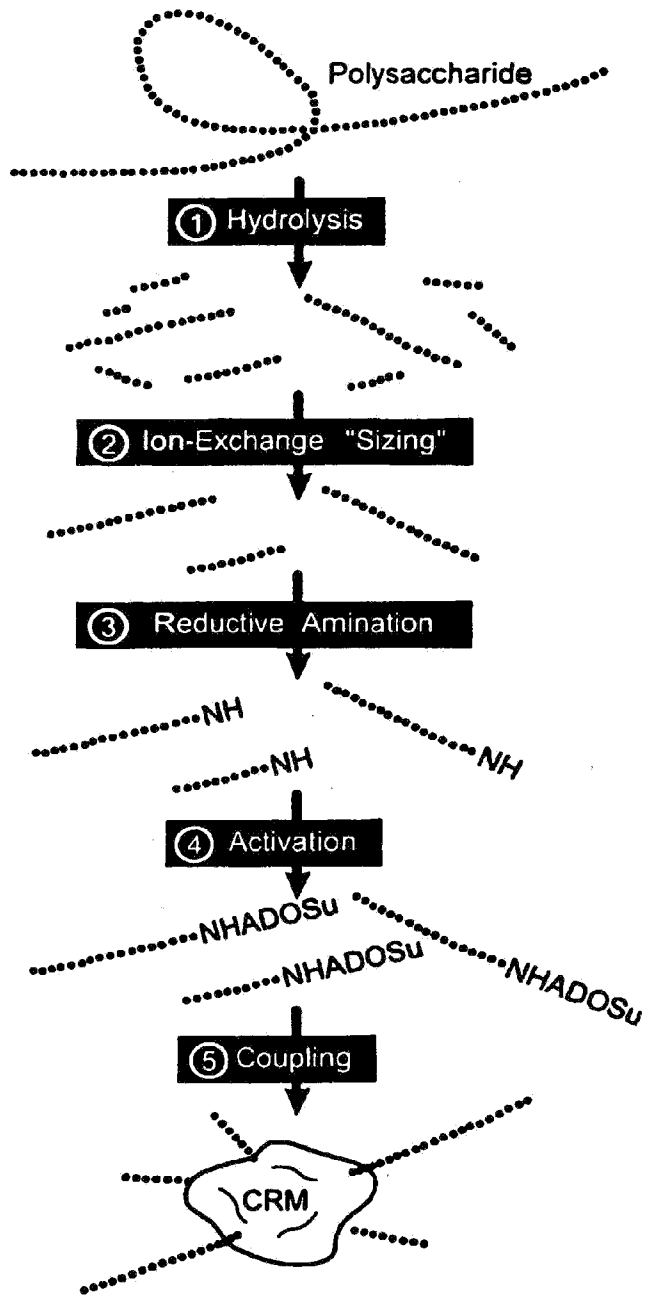 Polysaccharide
1 Hydrolysis
2 Ion-Exchange "Sizing"
3 Reductive Amination
NH
NH
NH
4 Activation
NHADOSu
NHADOSu
NHADOSu
5 Coupling
CRM